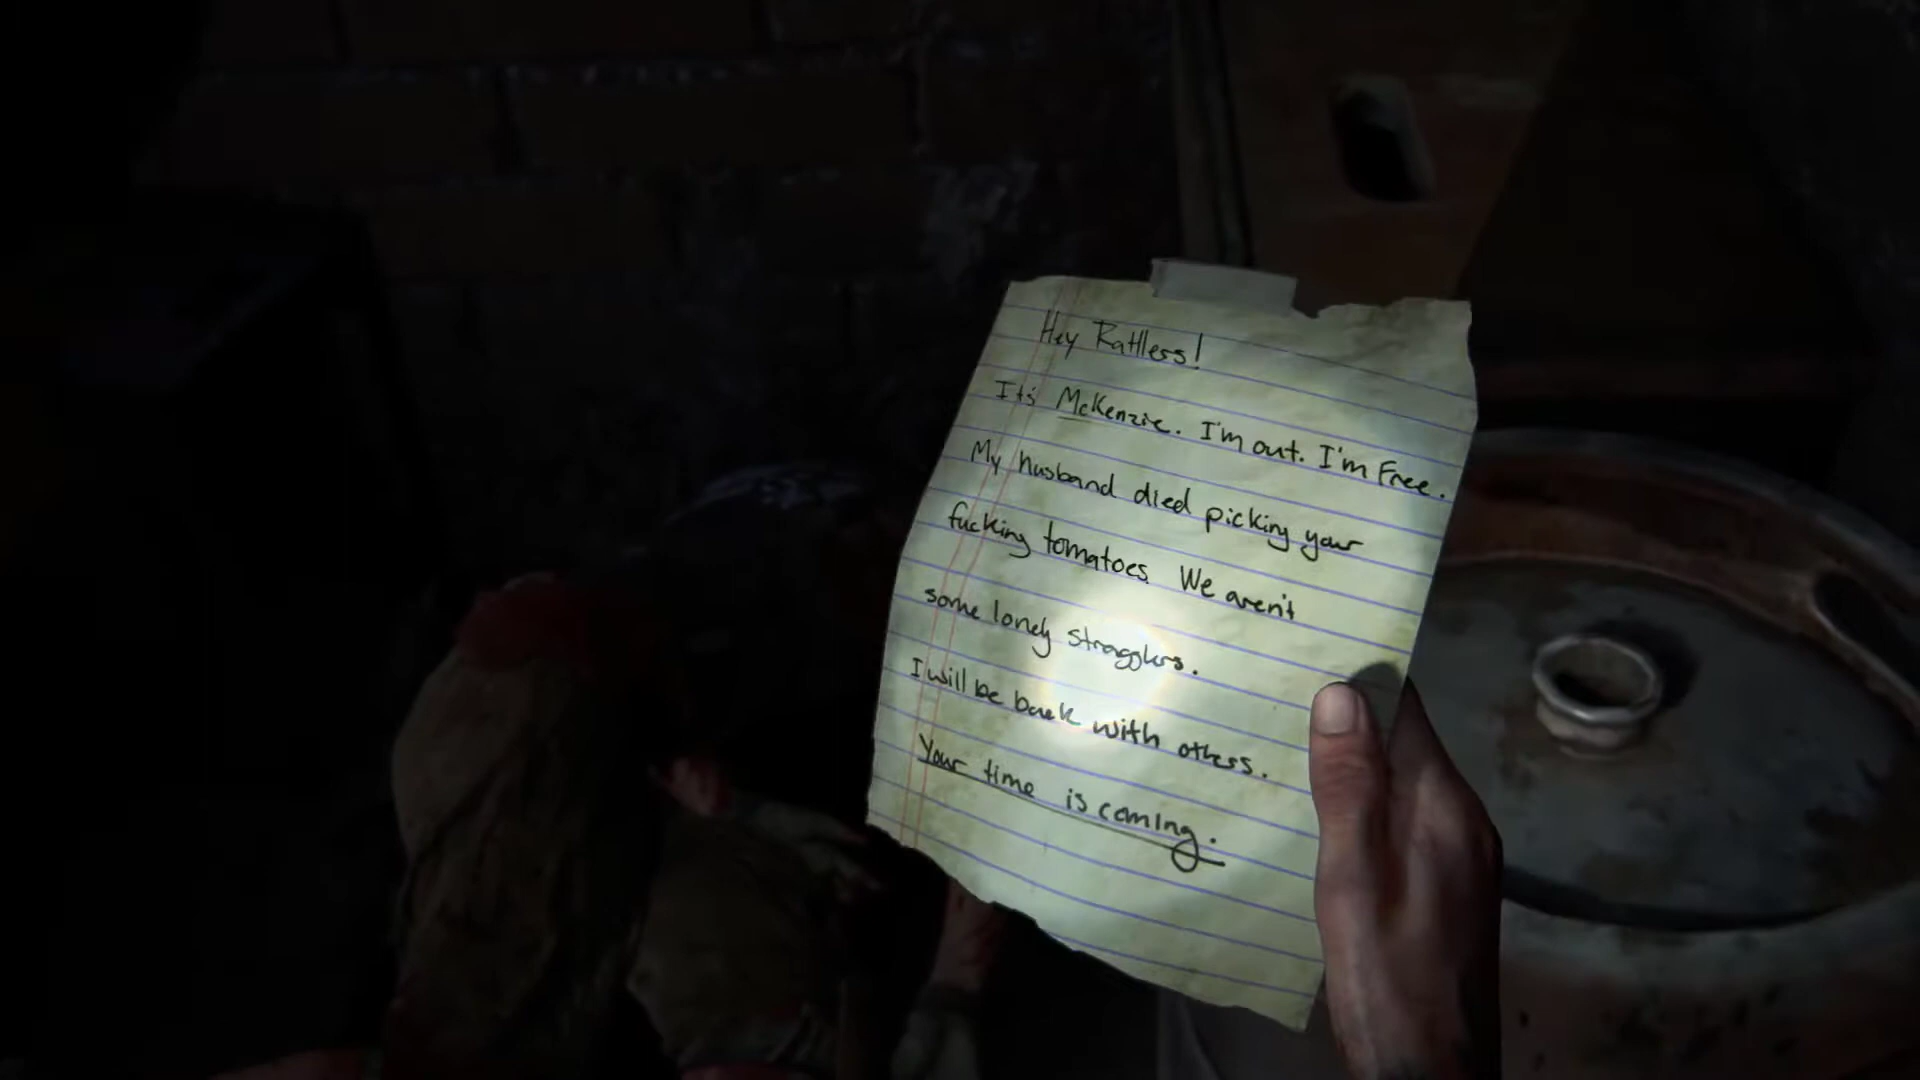 Hey Rattlers!
It's McKenzie. I'm out. I'm Free.
My husband died picking your
fucking tomatoes. We aren't
some lonely stragglers.
I will be back with others.
Your time is coming.